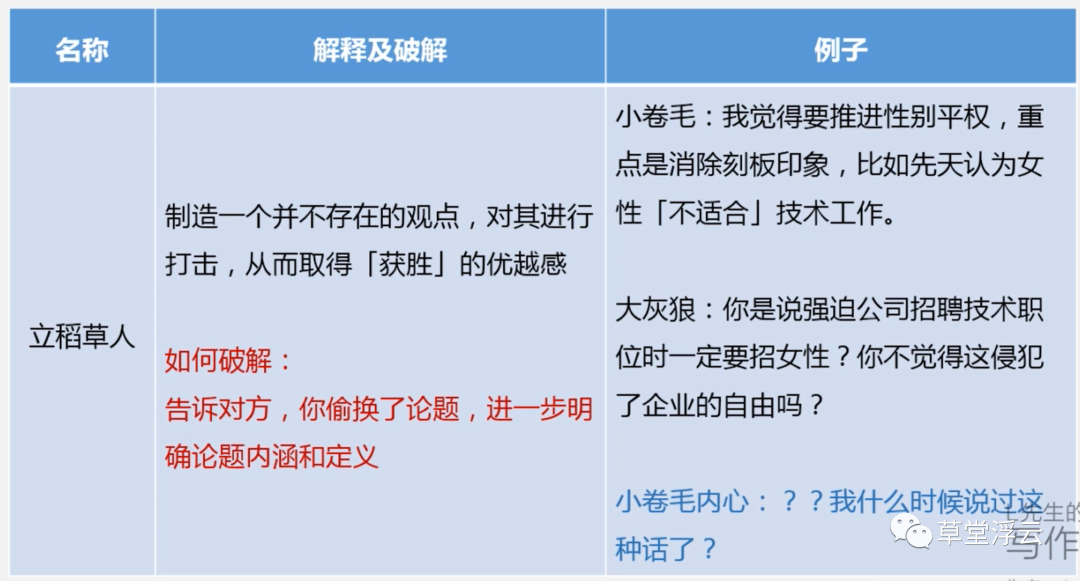 名称
解释及破解
例子
立稻草人
制造一个并不存在的观点，对其进行
打击，从而取得「获胜」的优越感
如何破解：
告诉对方，你偷换了论题，进一步明
确论题内涵和定义
小卷毛：我觉得要推进性别平权，重
点是消除刻板印象，比如先天认为女
性「不适合」技术工作。
大灰狼：你是说强迫公司招聘技术职
位时一定要招女性？你不觉得这侵犯
了企业的自由吗？
小卷毛内心：？？我什么时候说过这
种话了？
先生的
写作
草堂浮云